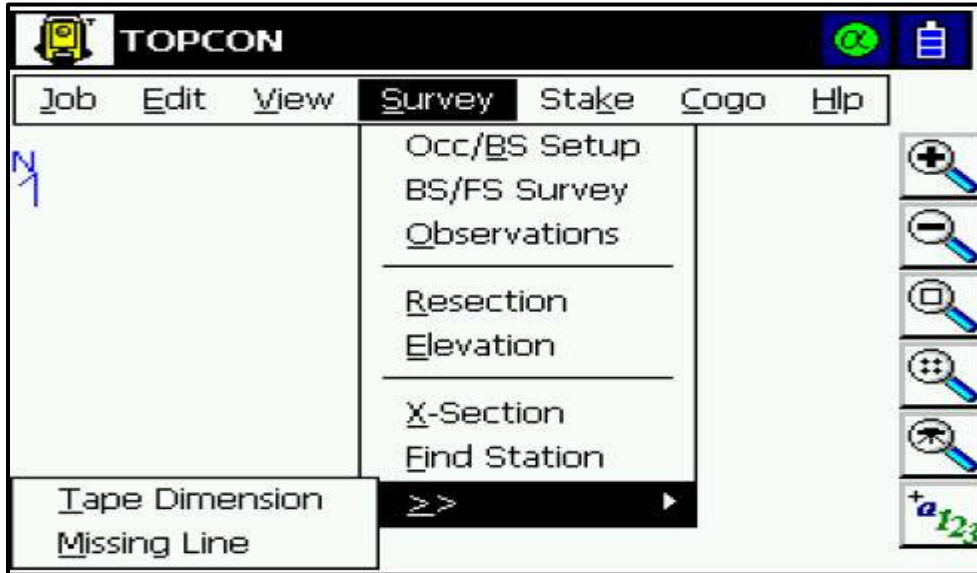 TOPCON
Job Edit View Survey Stake Cogo Hlp
N
Occ/BS Setup
BS/FS Survey
Observations
Resection
Elevation
X-Section
Find Station
>>
Tape Dimension
Missing Line
α
+a123